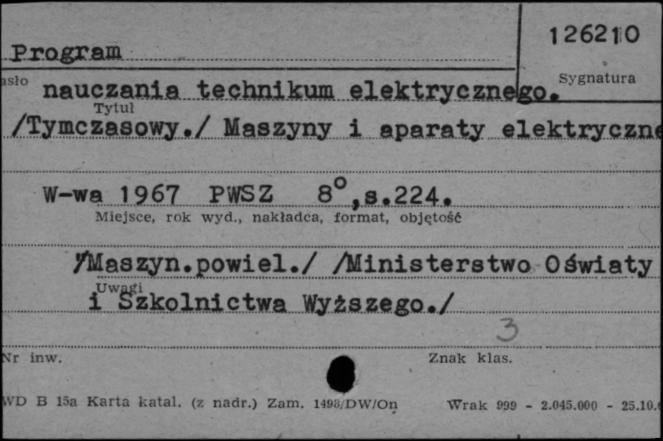 126210
Program
asło
Sygnatura
nauczania technikum elektrycznego.
Tytuł
/Tymczasowy./ Maszyny i aparaty elektryczne
W-wa 1967 PWSZ 8°,s.224.
Miejsce, rok wyd., nakładca, format, objętość
/Maszyn.powiel./ /Ministerstwo Oświaty
Uwagi
i Szkolnictwa Wyższego./
3
Nr inw.
Znak klas.
WD B 15a Karta katal. (z nadr.) Zam. 1498/DW/On
Wrak 999 - 2.045.000 - 25.10.